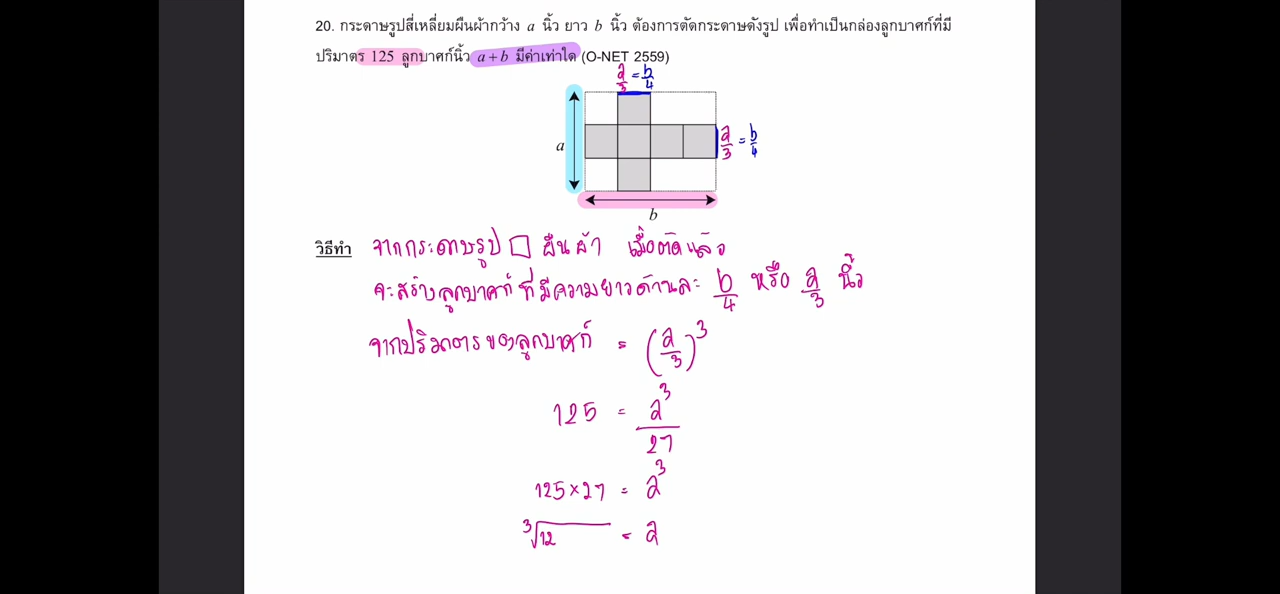 20. กระดาษรูปสี่เหลี่ยมผืนผ้ากว้าง a นิ้ว ยาว b นิ้ว ต้องการตัดกระดาษดังรูป เพื่อทำเป็นกล่องลูกบาศก์ที่มี
ปริมาตร 125 ลูกบาศก์นิ้ว a + b มีค่าเท่าใด (O-NET 2559)
a/3 = b/4
a
a/3 = b/4
b
วิธีทำ จากกระดาษรูป □ ผืนผ้า เมื่อตัดแล้ว
จะสร้างลูกบาศก์ที่มีความยาวด้านละ b/4 หรือ a/3 นิ้ว
จากปริมาตรของลูกบาศก์ = (a/3)³
125 = a³/27
125 × 27 = a³
³√12 = a